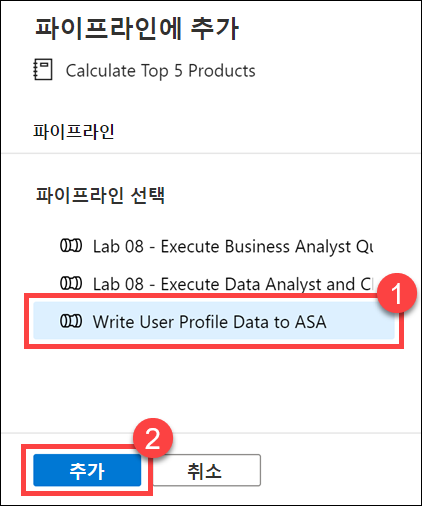 파이프라인에 추가
Calculate Top 5 Products
파이프라인
파이프라인 선택
Lab 08 - Execute Business Analyst Qu
Lab 08 - Execute Data Analyst and C
1
Write User Profile Data to ASA
2
추가 취소